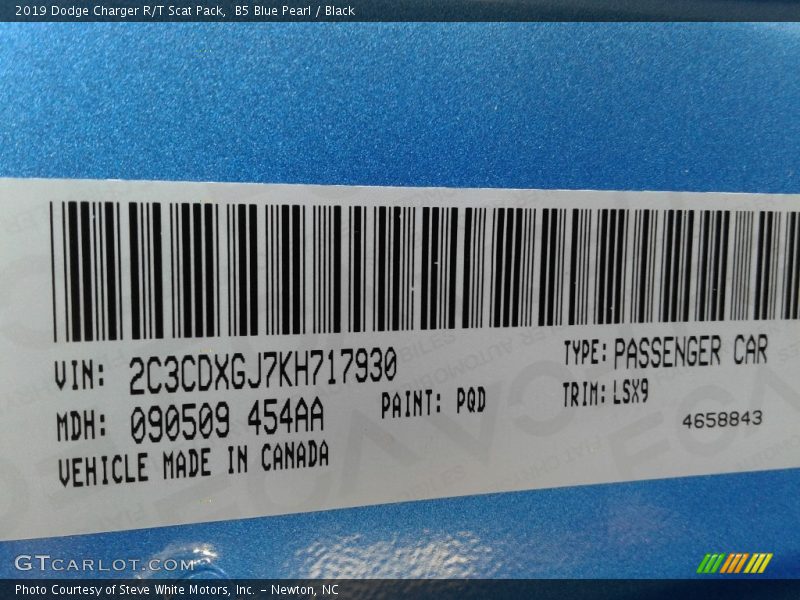 2019 Dodge Charger R/T Scat Pack,  B5 Blue Pearl / Black
VIN: 2C3CDXGJ7KH717930
TYPE: PASSENGER CAR
MDH: 090509 454AA
PAINT: PQD
TRIM: LSX9
4658843
VEHICLE MADE IN CANADA
GTCARLOT.COM
Photo Courtesy of Steve White Motors, Inc. – Newton, NC